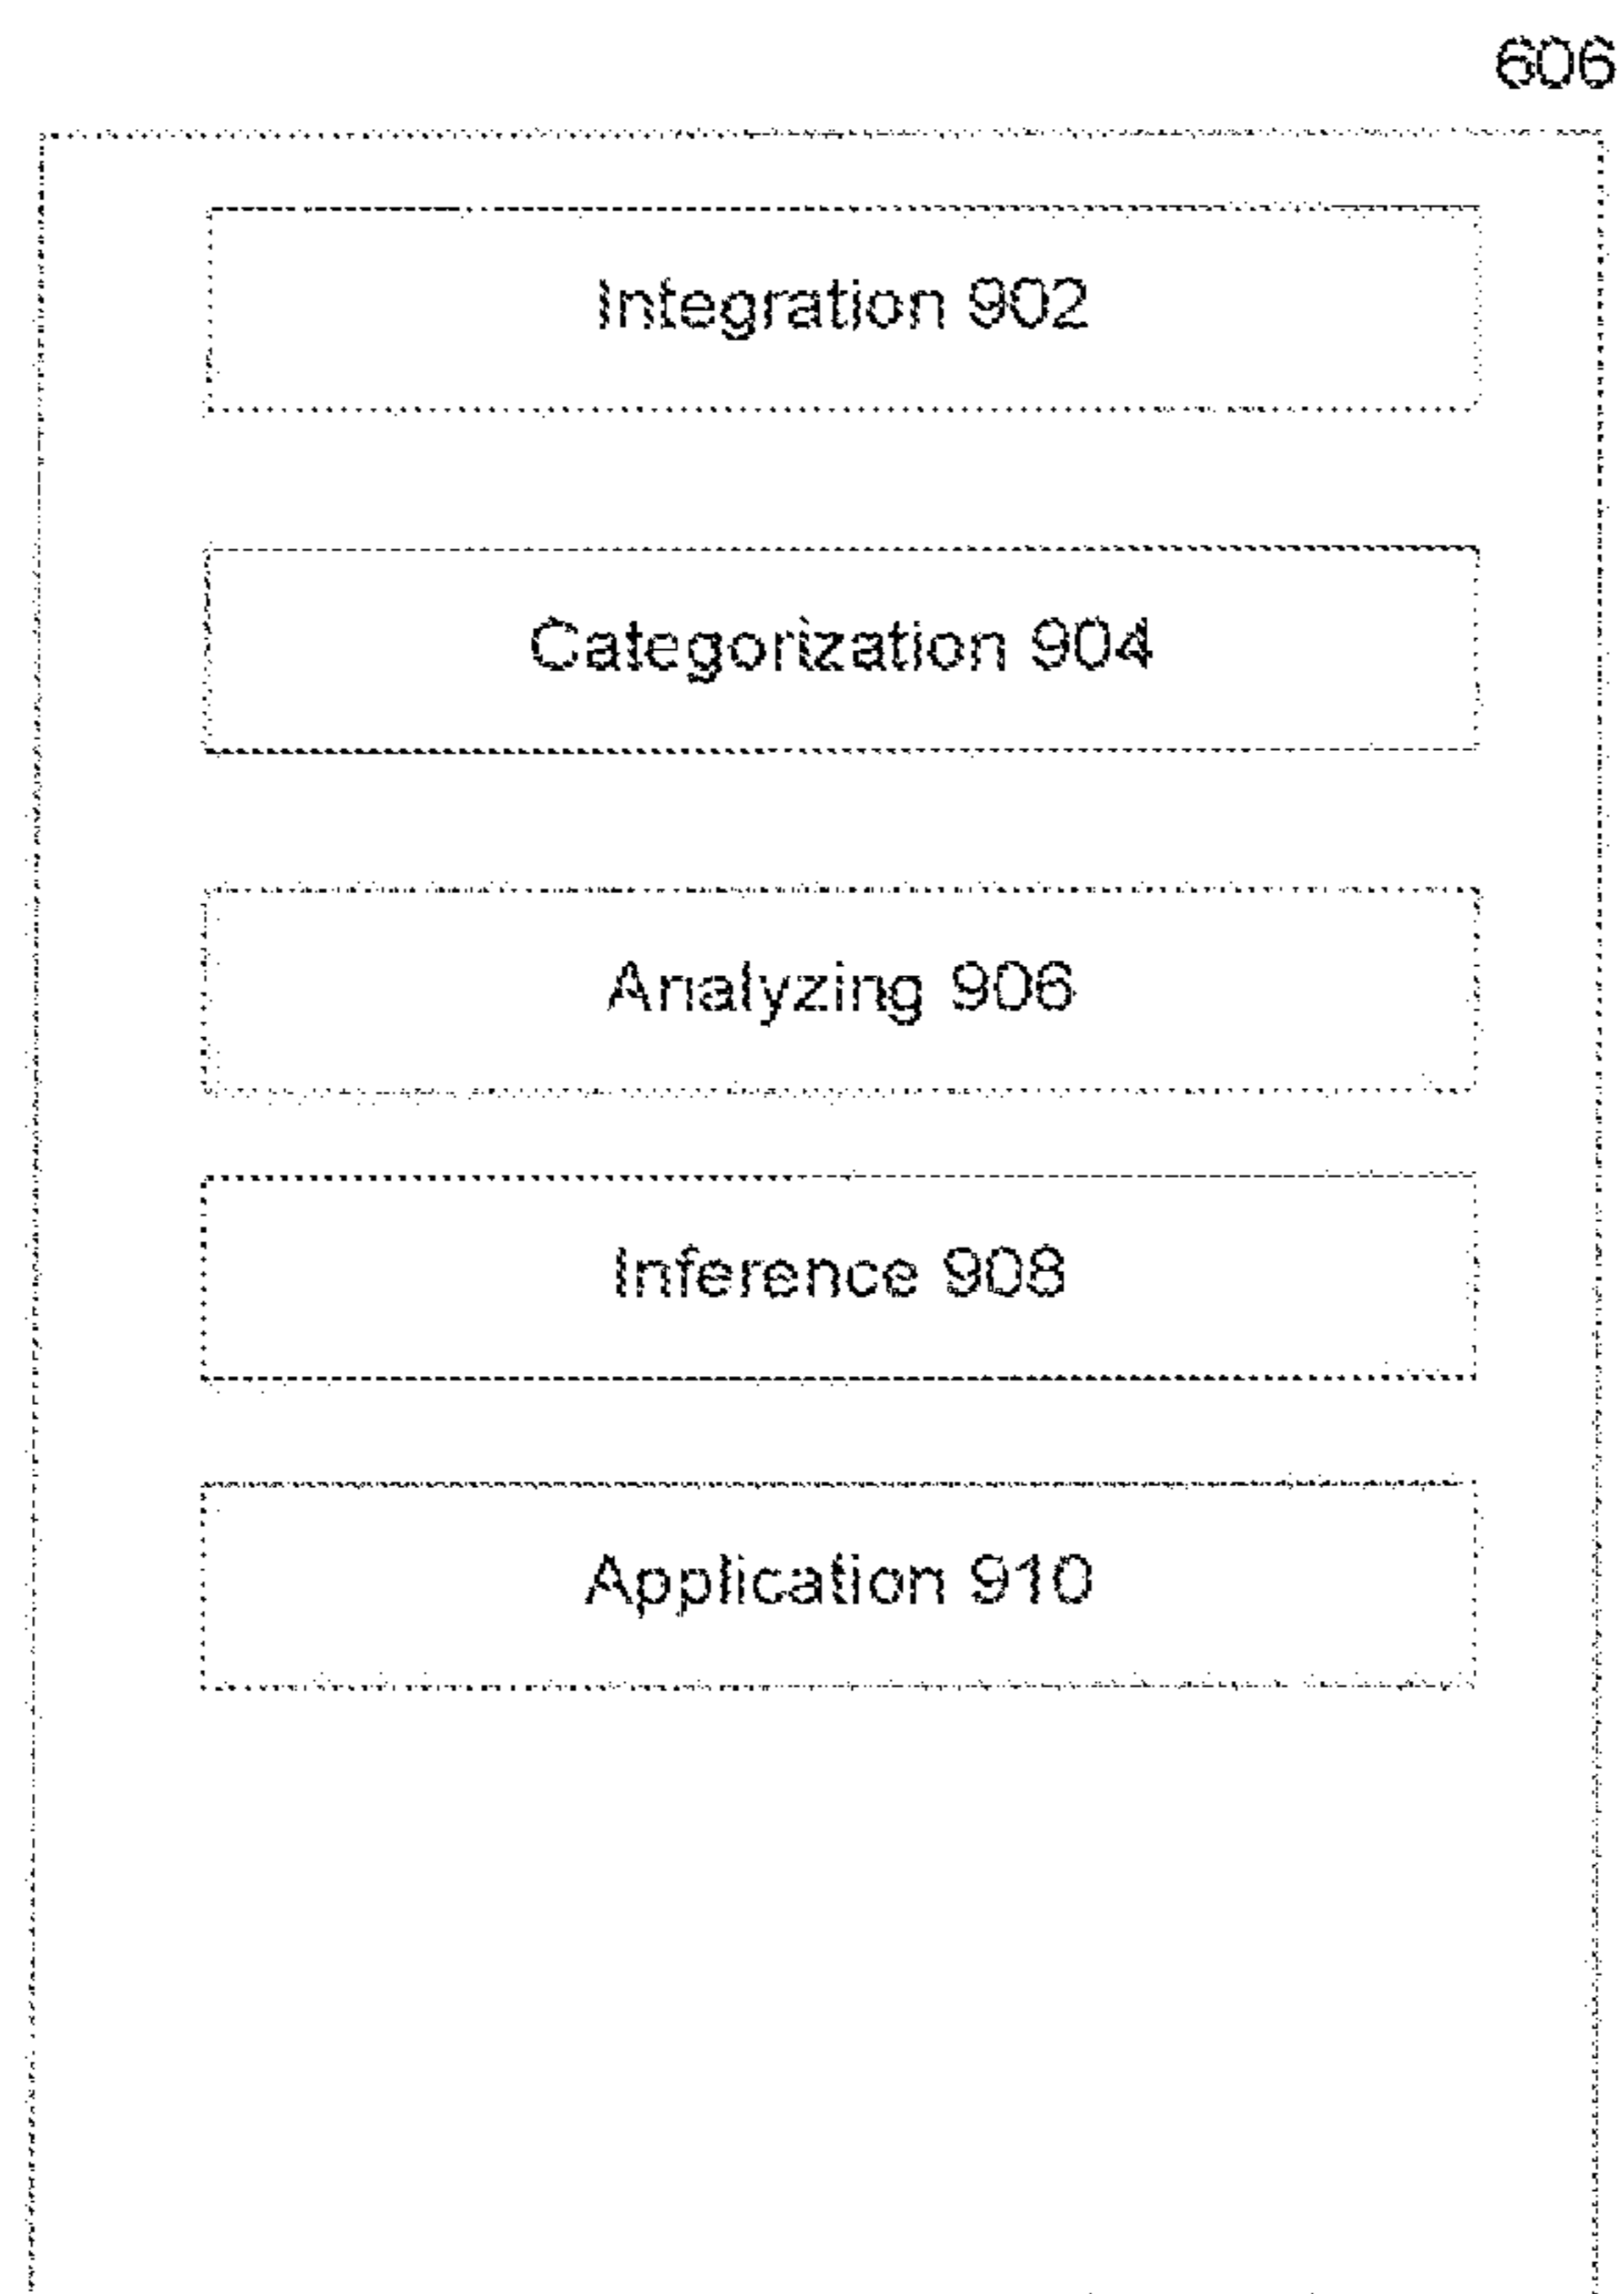 606
Integration 902
Categorization 904
Analyzing 906
Inference 908
Application 910